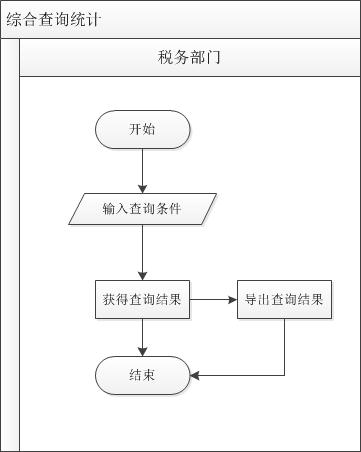 综合查询统计
税务部门
开始
输入查询条件
获得查询结果
导出查询结果
结束